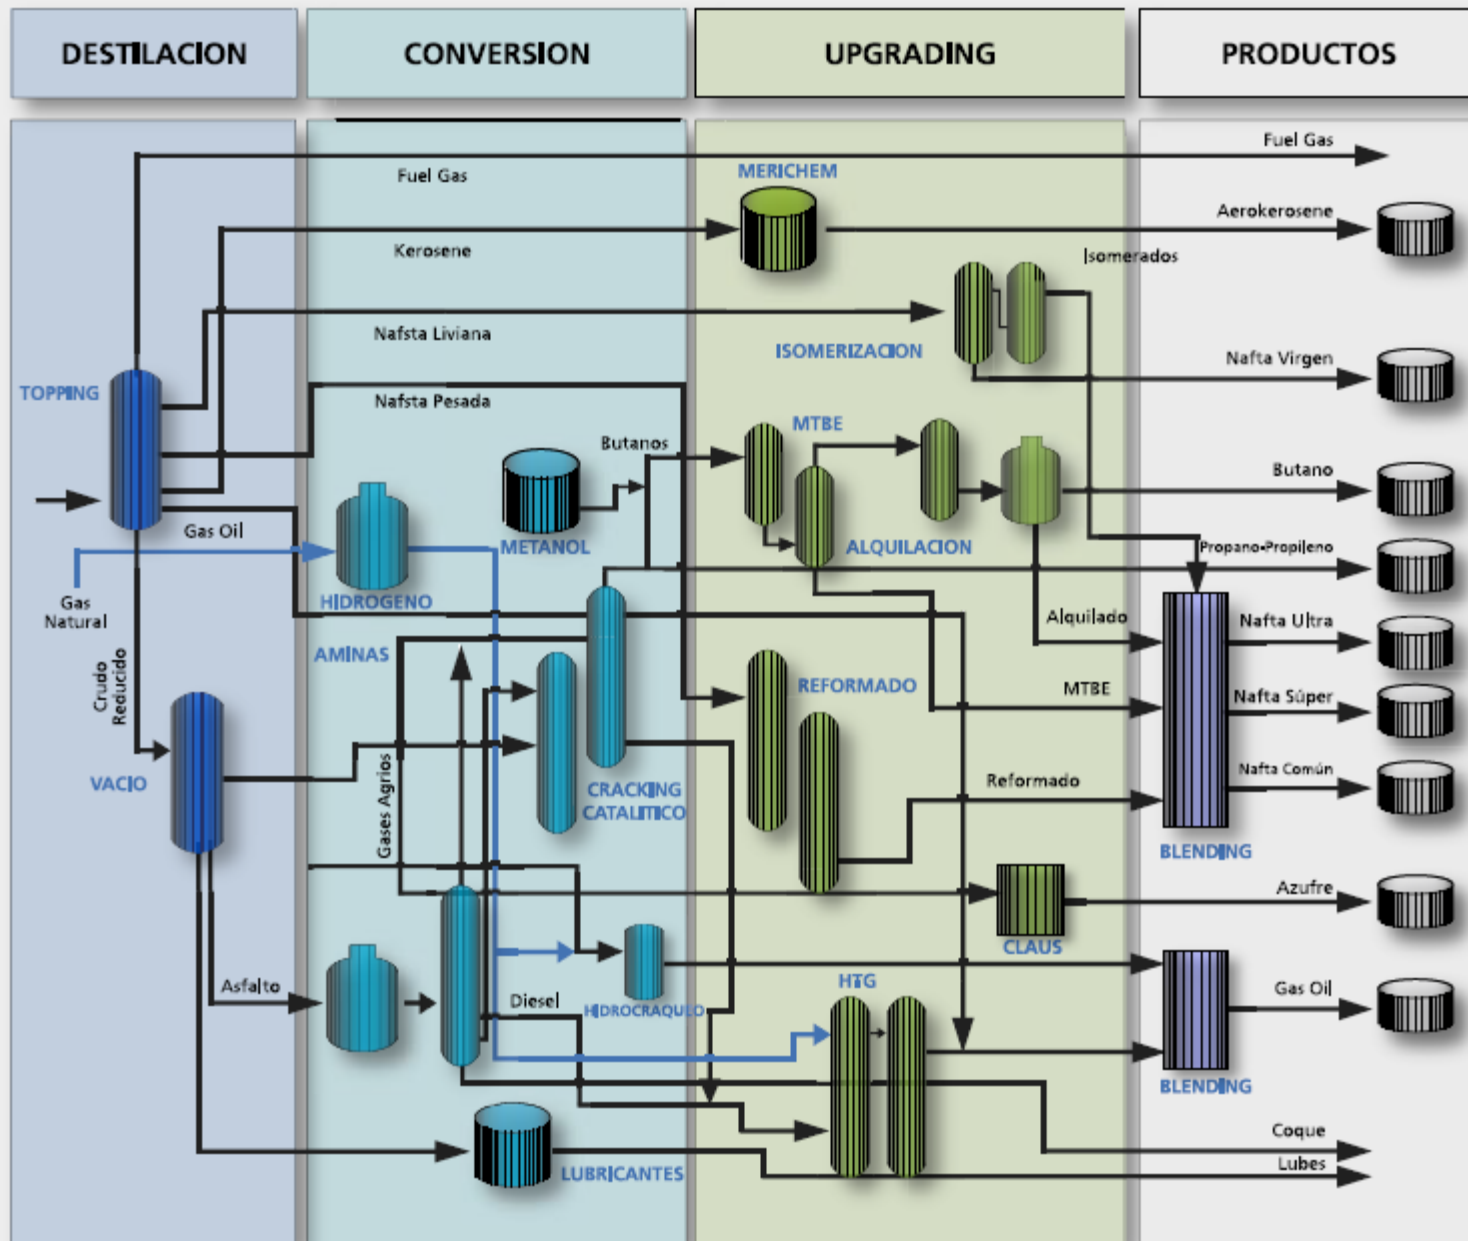 DESTILACION
CONVERSION
UPGRADING
PRODUCTOS
Fuel Gas
Fuel Gas
MERICHEM
Kerosene
Aerokerosene
Isomerados
Nafsta Liviana
ISOMERIZACION
Nafta Virgen
TOPPING
Nafsta Pesada
MTBE
Butanos
Butano
Gas Oil
METANOL
ALQUILACION
Propano-Propileno
Gas
Natural
HIDROGENO
Alquilado
Nafta Ultra
Crudo
Reducido
AMINAS
REFORMADO
MTBE
Nafta Súper
VACIO
Gases Agrios
CRACKING
CATALITICO
Reformado
Nafta Común
BLENDING
Azufre
CLAUS
Asfalto
Diesel
HIDROCRAQUEO
HTG
Gas Oil
BLENDING
Coque
LUBRICANTES
Lubes